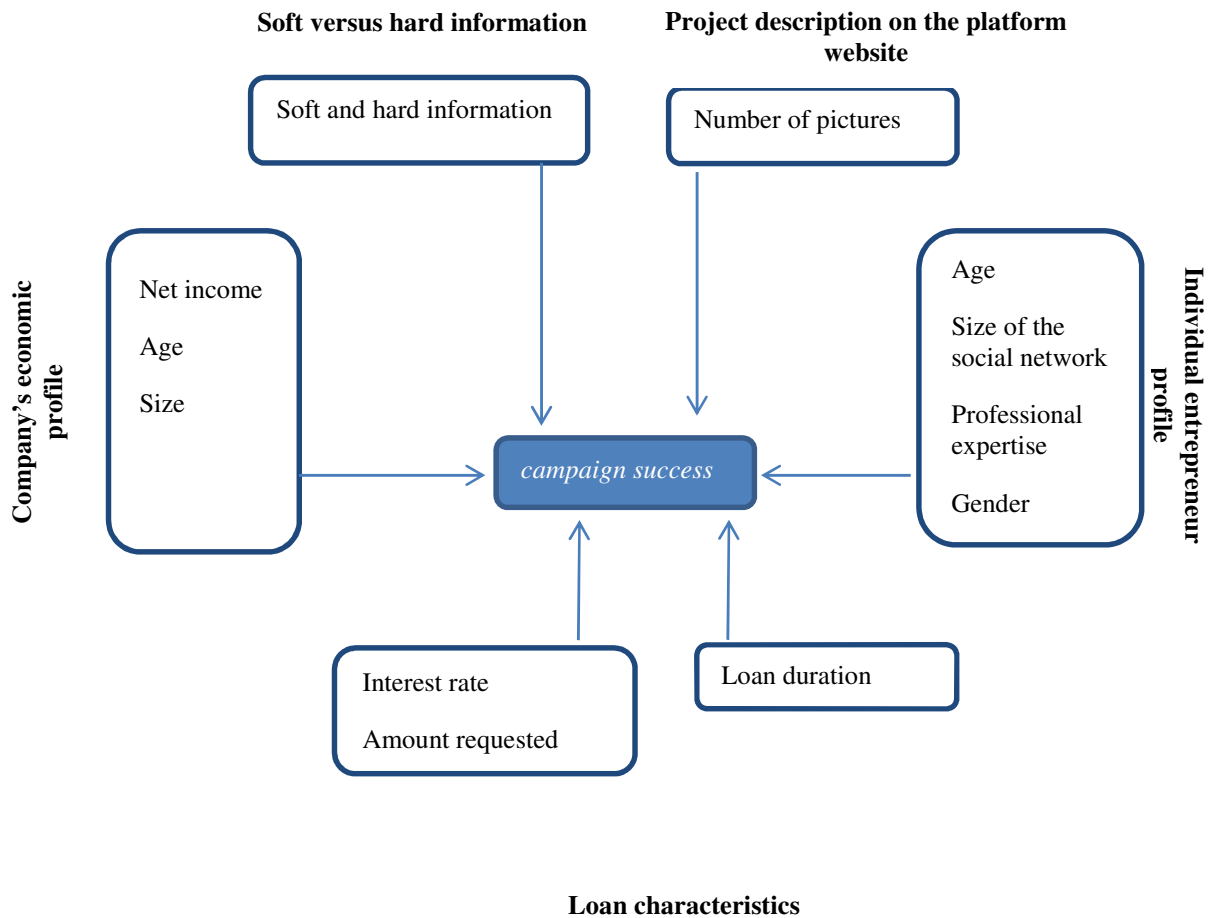 Soft versus hard information
Project description on the platform
website
Soft and hard information
Number of pictures
Company's economic
profile
Net income
Age
Size
campaign success
Age
Size of the
social network
Professional
expertise
Gender
Individual entrepreneur
profile
Interest rate
Amount requested
Loan duration
Loan characteristics